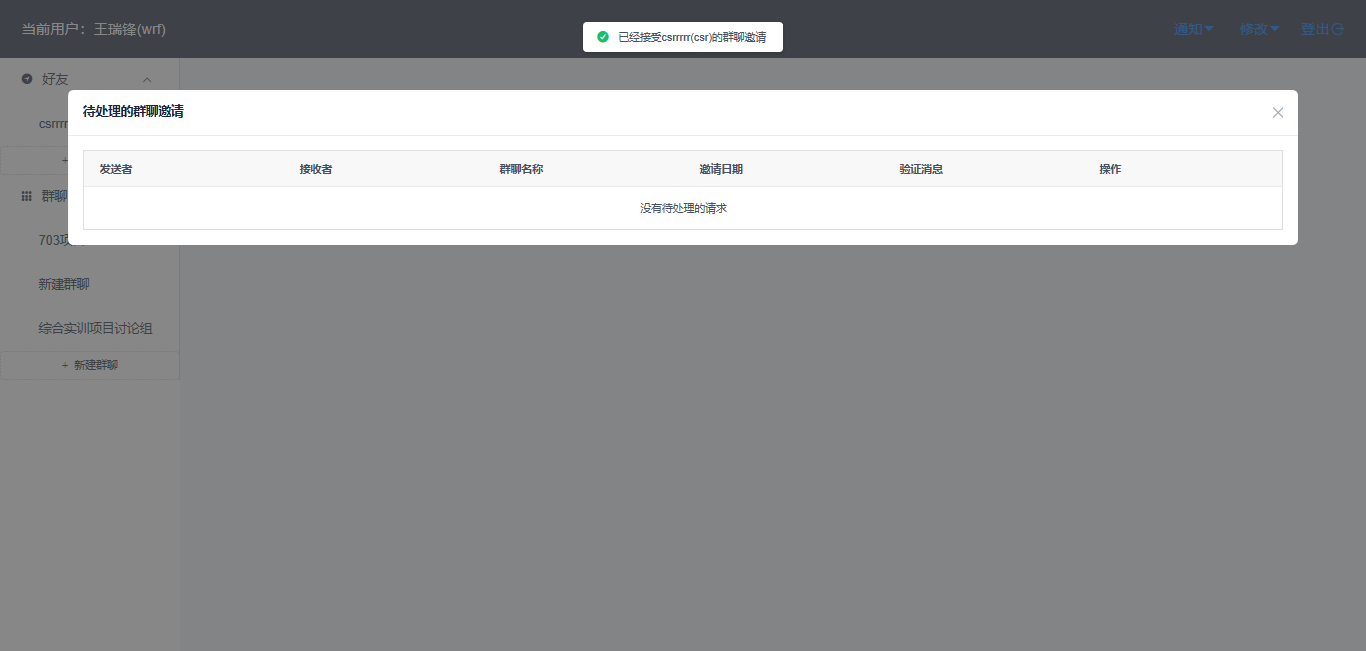 当前用户：王瑞锋(wrf)
已经接受csrrrrr(csr)的群聊邀请
通知 修改 登出
好友
待处理的群聊邀请
csrrrr
发送者 接收者 群聊名称 邀请日期 验证消息 操作
+
群聊
没有待处理的请求
703项
新建群聊
综合实训项目讨论组
+ 新建群聊